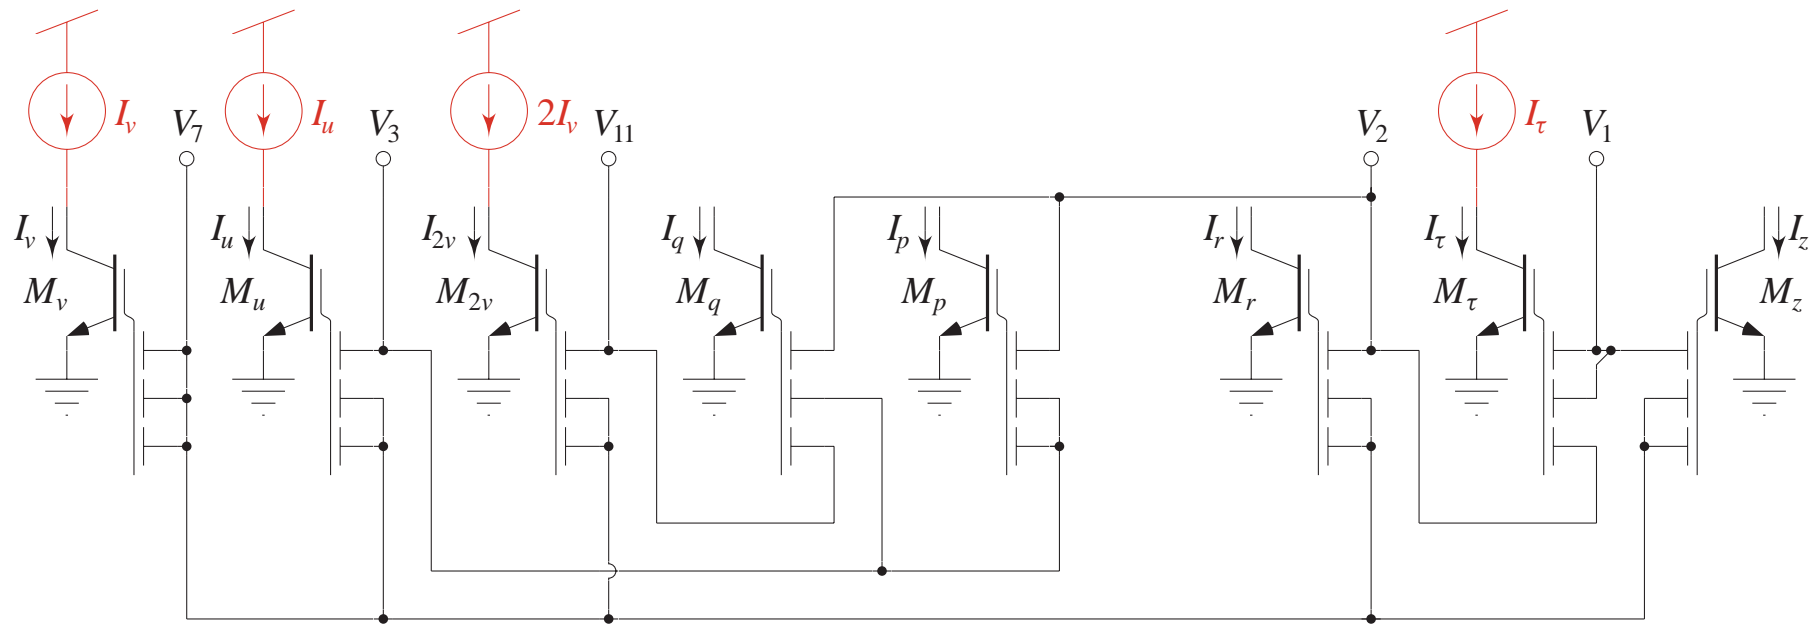 I_v I_u 2I_v I_τ
V_7 V_3 V_11 V_2 V_1
I_v I_u I_2v I_q I_p I_r I_τ I_z
M_v M_u M_2v M_q M_p M_r M_τ M_z